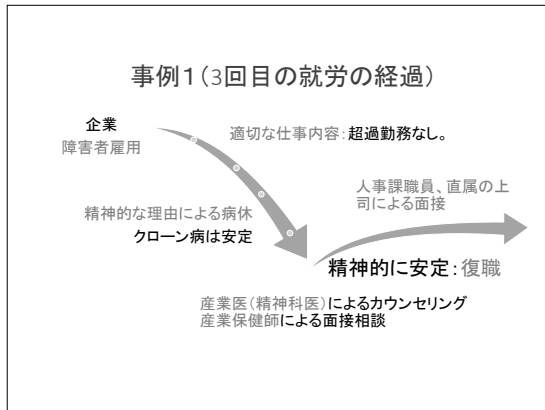 事例1(3回目の就労の経過)
企業
障害者雇用
適切な仕事内容:超過勤務なし。
人事課職員、直属の上
司による面接
精神的な理由による病休
クローン病は安定
精神的に安定:復職
産業医(精神科医)によるカウンセリング
産業保健師による面接相談